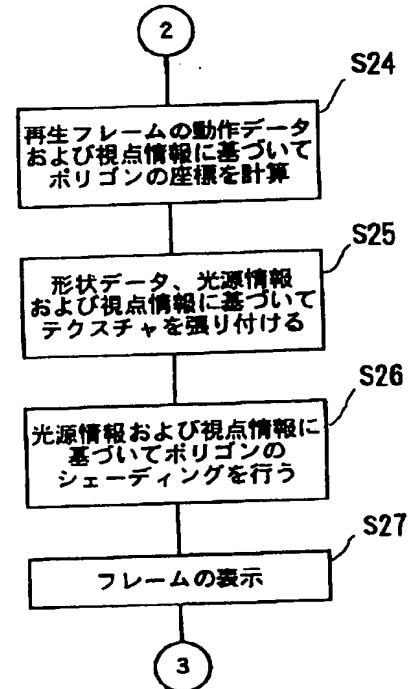 2
S24
再生フレームの動作データ
および視点情報に基づいて
ポリゴンの座標を計算
S25
形状データ、光源情報
および視点情報に基づいて
テクスチャを張り付ける
S26
光源情報および視点情報に
基づいてポリゴンの
シェーディングを行う
S27
フレームの表示
3